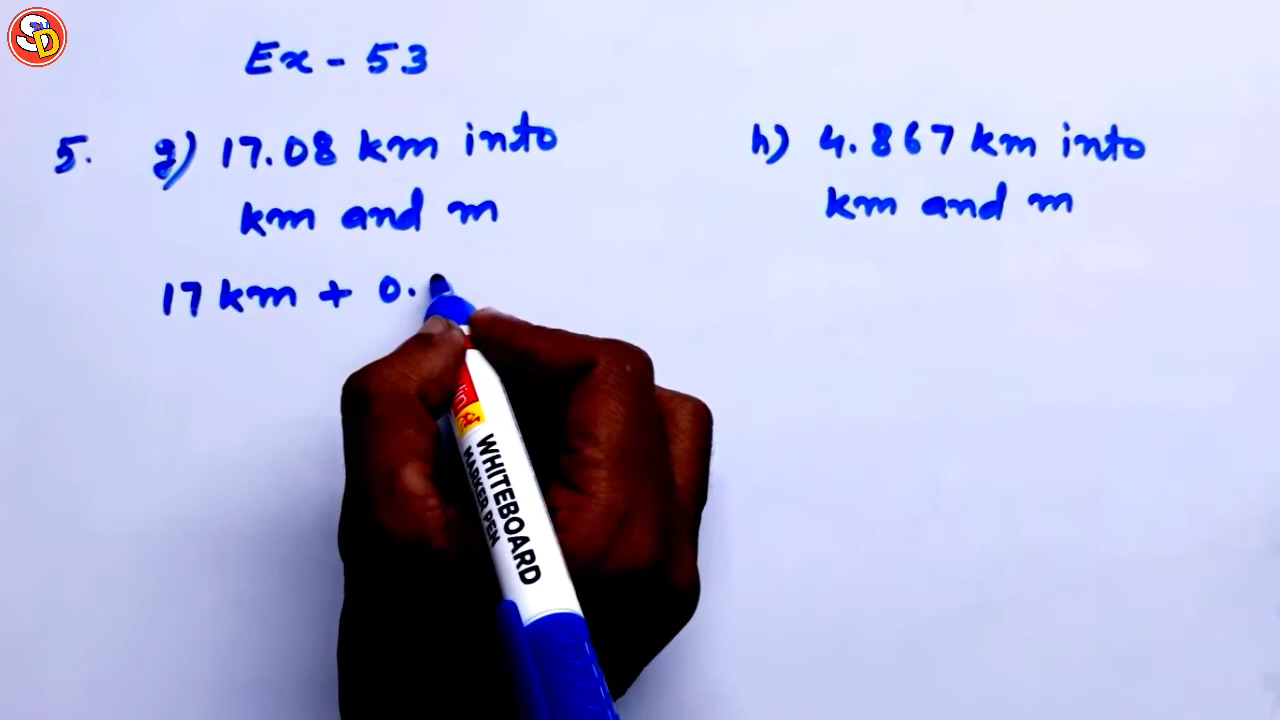 SD
Ex - 53
5. g) 17.08 km into
km and m
17 km + 0.
h) 4.867 km into
km and m
WHITEBOARD
MARKER PEN